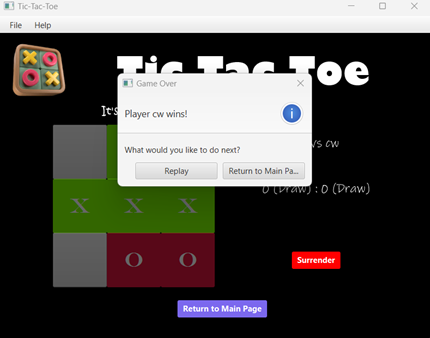 Tic-Tac-Toe
File Help
Tic Tac Toe
It's
Game Over
Player cw wins!
What would you like to do next?
Replay
Return to Main Pa...
vs cw
0 (Draw) : 0 (Draw)
X X X
O O
Surrender
Return to Main Page